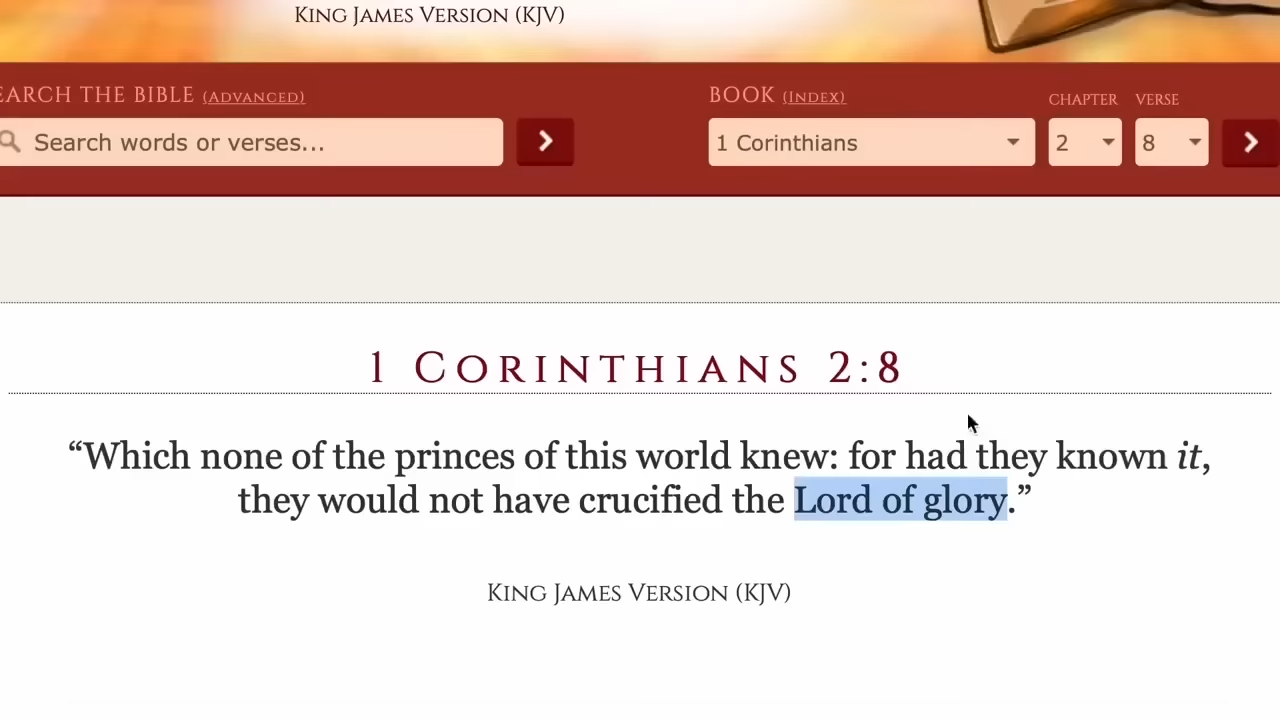 King James Version (KJV)
EARCH THE BIBLE (Advanced)
BOOK (Index)
CHAPTER
VERSE
Search words or verses...
1 Corinthians
2
8
1 Corinthians 2:8
“Which none of the princes of this world knew: for had they known it,
they would not have crucified the Lord of glory.”
King James Version (KJV)